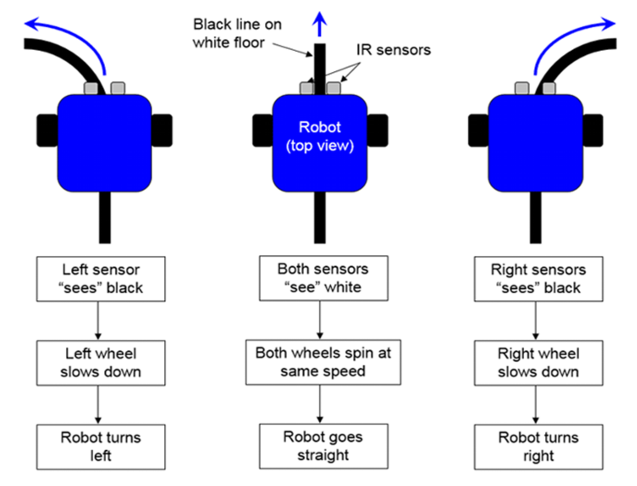 Black line on
white floor
IR sensors
Robot
(top view)
Left sensor
“sees” black
Both sensors
“see” white
Right sensors
“sees” black
Left wheel
slows down
Both wheels spin at
same speed
Right wheel
slows down
Robot turns
left
Robot goes
straight
Robot turns
right